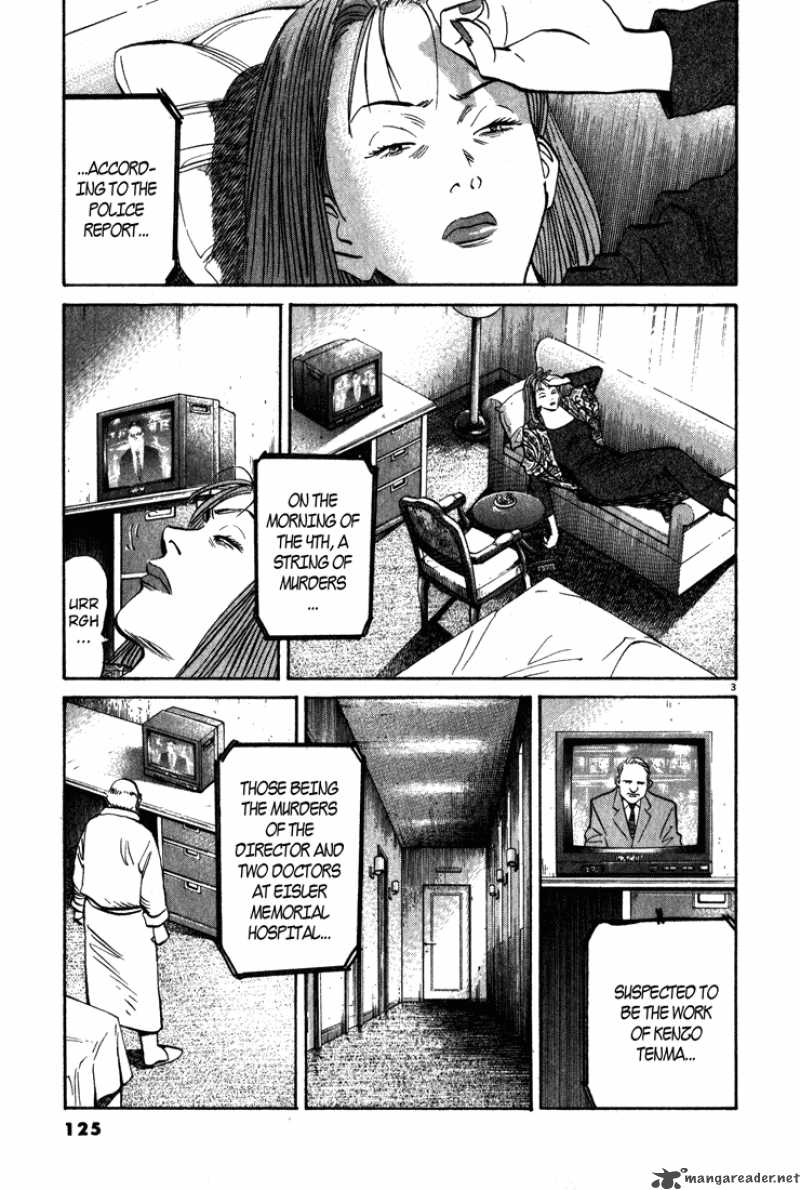 ...ACCORD-
ING TO THE
POLICE
REPORT...
ON THE
MORNING OF
THE 4TH, A
STRING OF
MURDERS
...
URR
RGH
...
3
SUSPECTED TO
BE THE WORK
OF KENZO
TENMA...
THOSE BEING
THE MURDERS
OF THE
DIRECTOR AND
TWO DOCTORS
AT EISLER
MEMORIAL
HOSPITAL...
125
mangareader.net